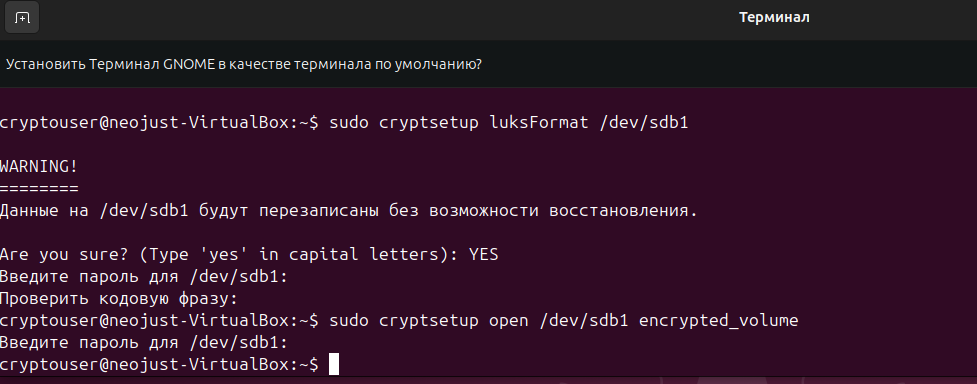 Терминал
Установить Терминал GNOME в качестве терминала по умолчанию?
cryptouser@neojust-VirtualBox:~$ sudo cryptsetup luksFormat /dev/sdb1
WARNING!
========
Данные на /dev/sdb1 будут перезаписаны без возможности восстановления.
Are you sure? (Type 'yes' in capital letters): YES
Введите пароль для /dev/sdb1:
Проверить кодовую фразу:
cryptouser@neojust-VirtualBox:~$ sudo cryptsetup open /dev/sdb1 encrypted_volume
Введите пароль для /dev/sdb1:
cryptouser@neojust-VirtualBox:~$